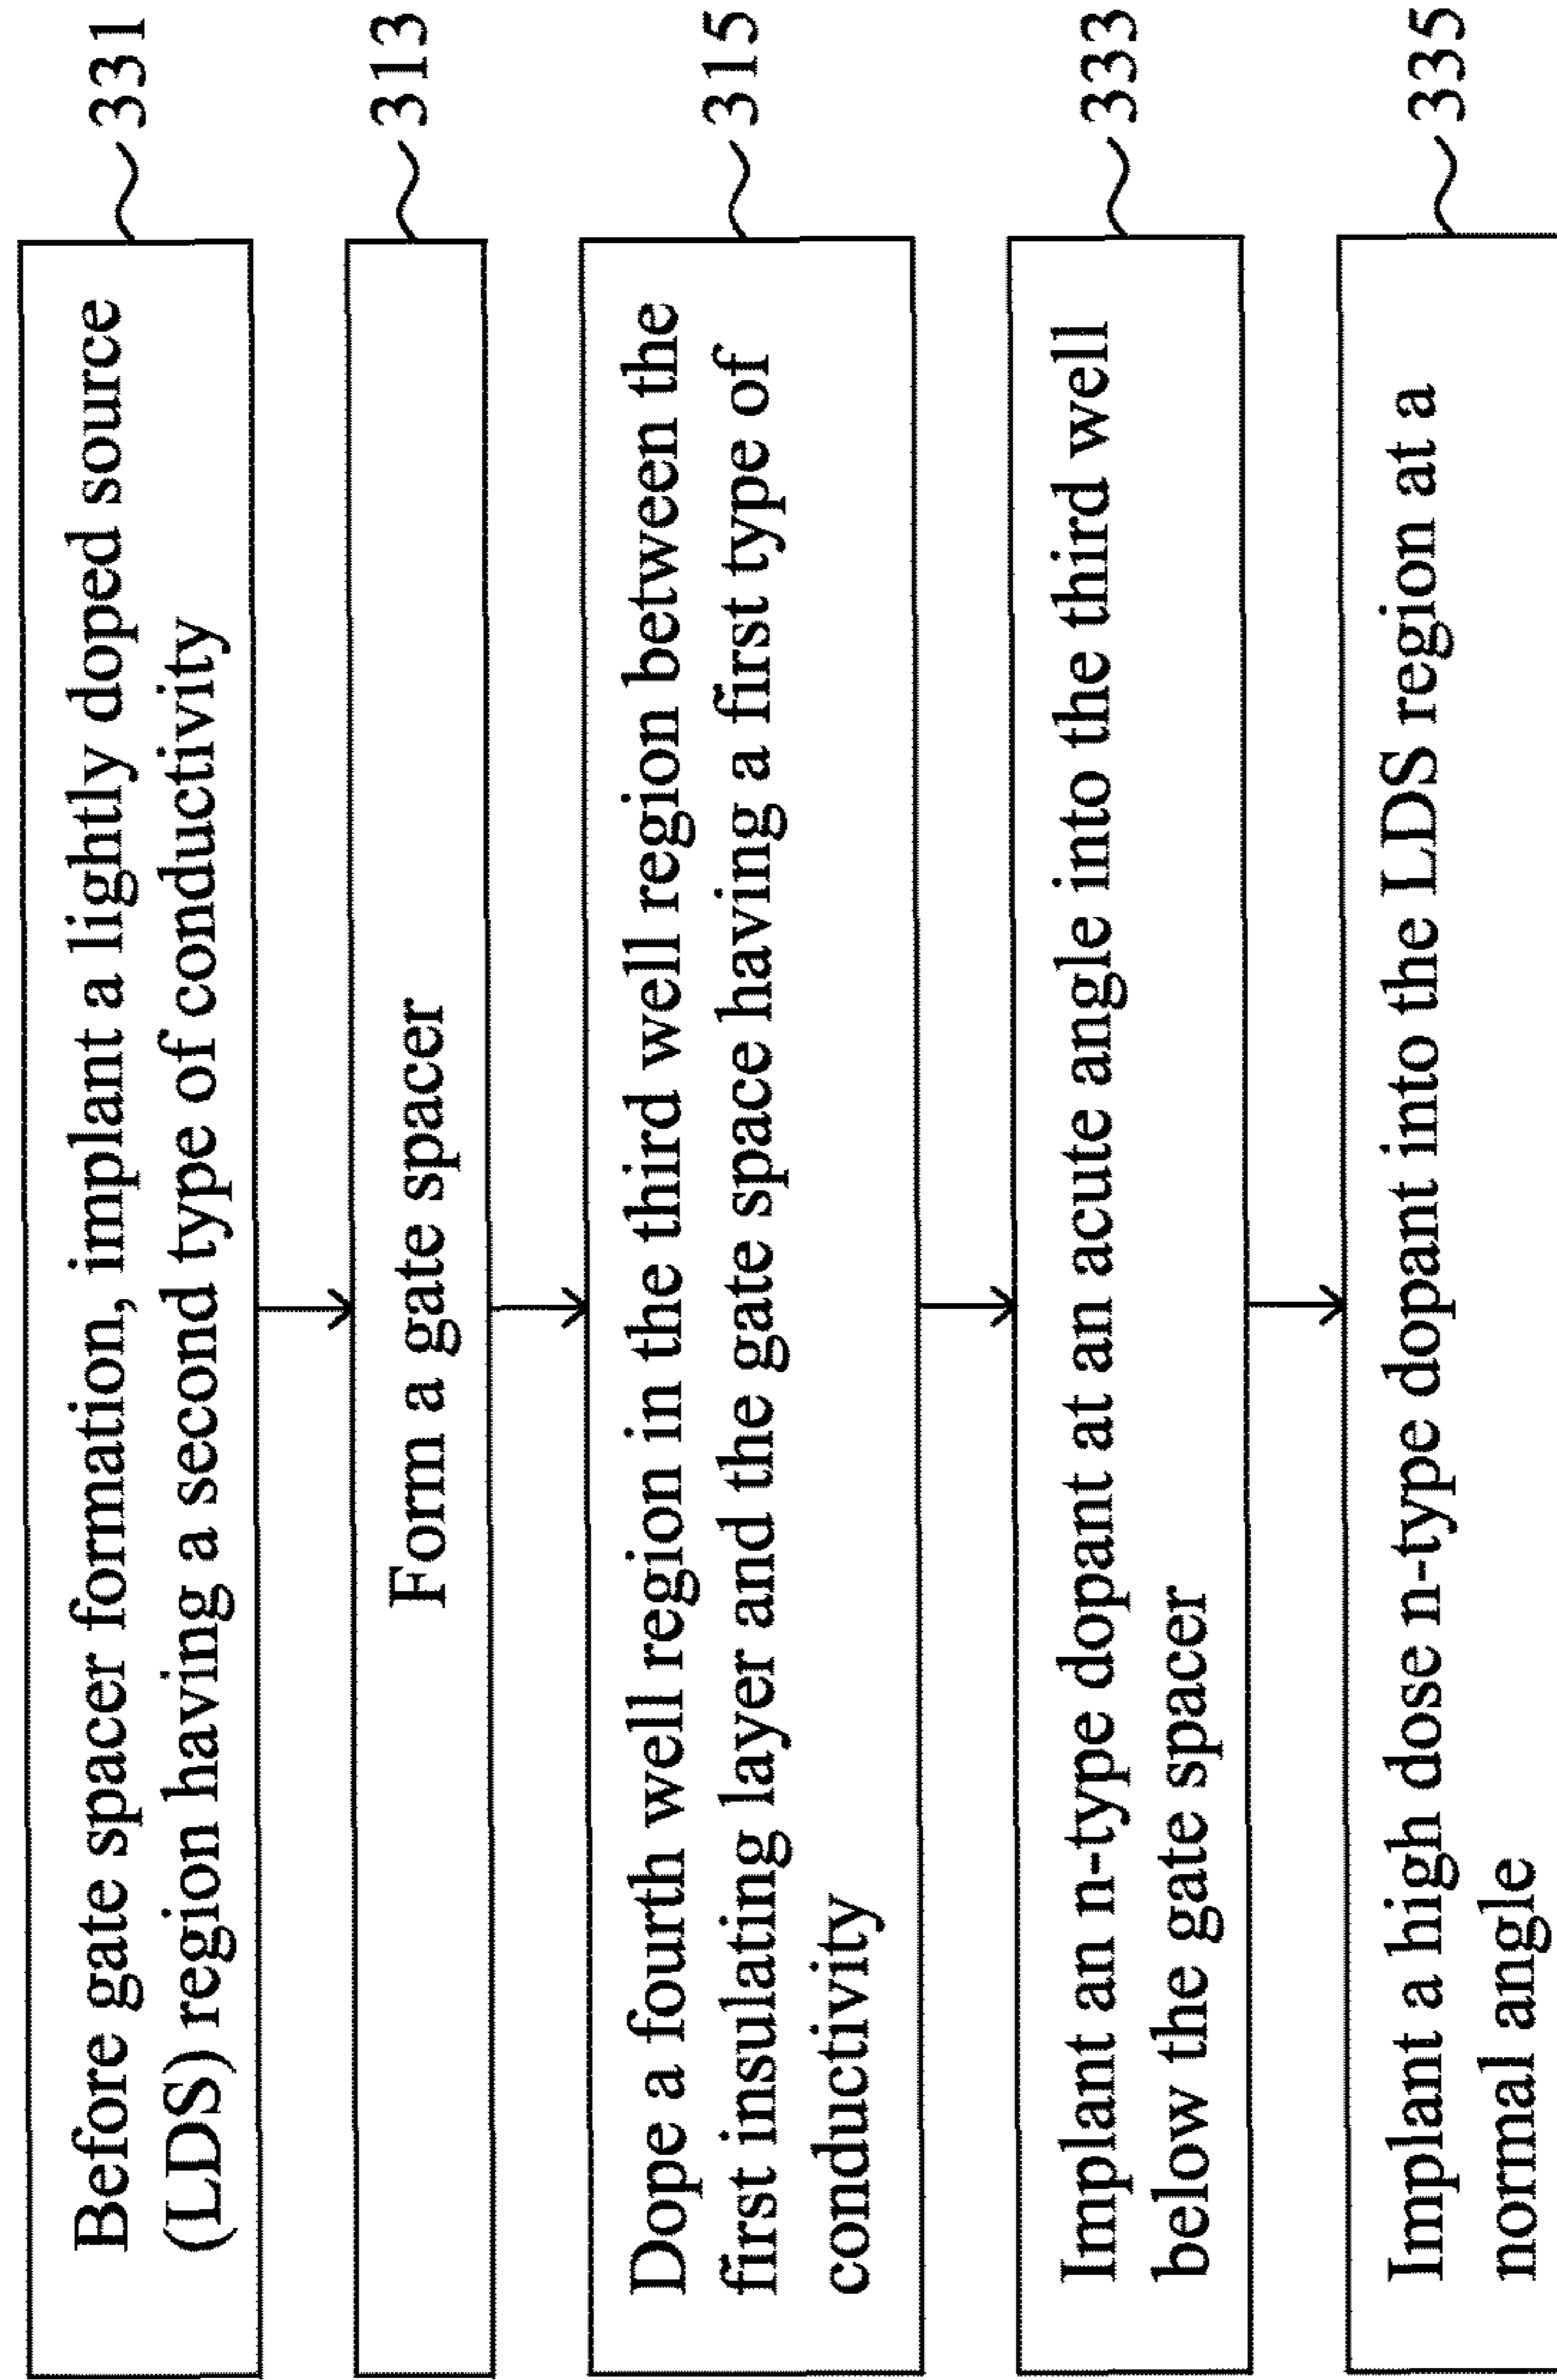 Before gate spacer formation, implant a lightly doped source
(LDS) region having a second type of conductivity
331
Form a gate spacer
313
Dope a fourth well region in the third well region between the
first insulating layer and the gate space having a first type of
conductivity
315
Implant an n-type dopant at an acute angle into the third well
below the gate spacer
333
Implant a high dose n-type dopant into the LDS region at a
normal angle
335